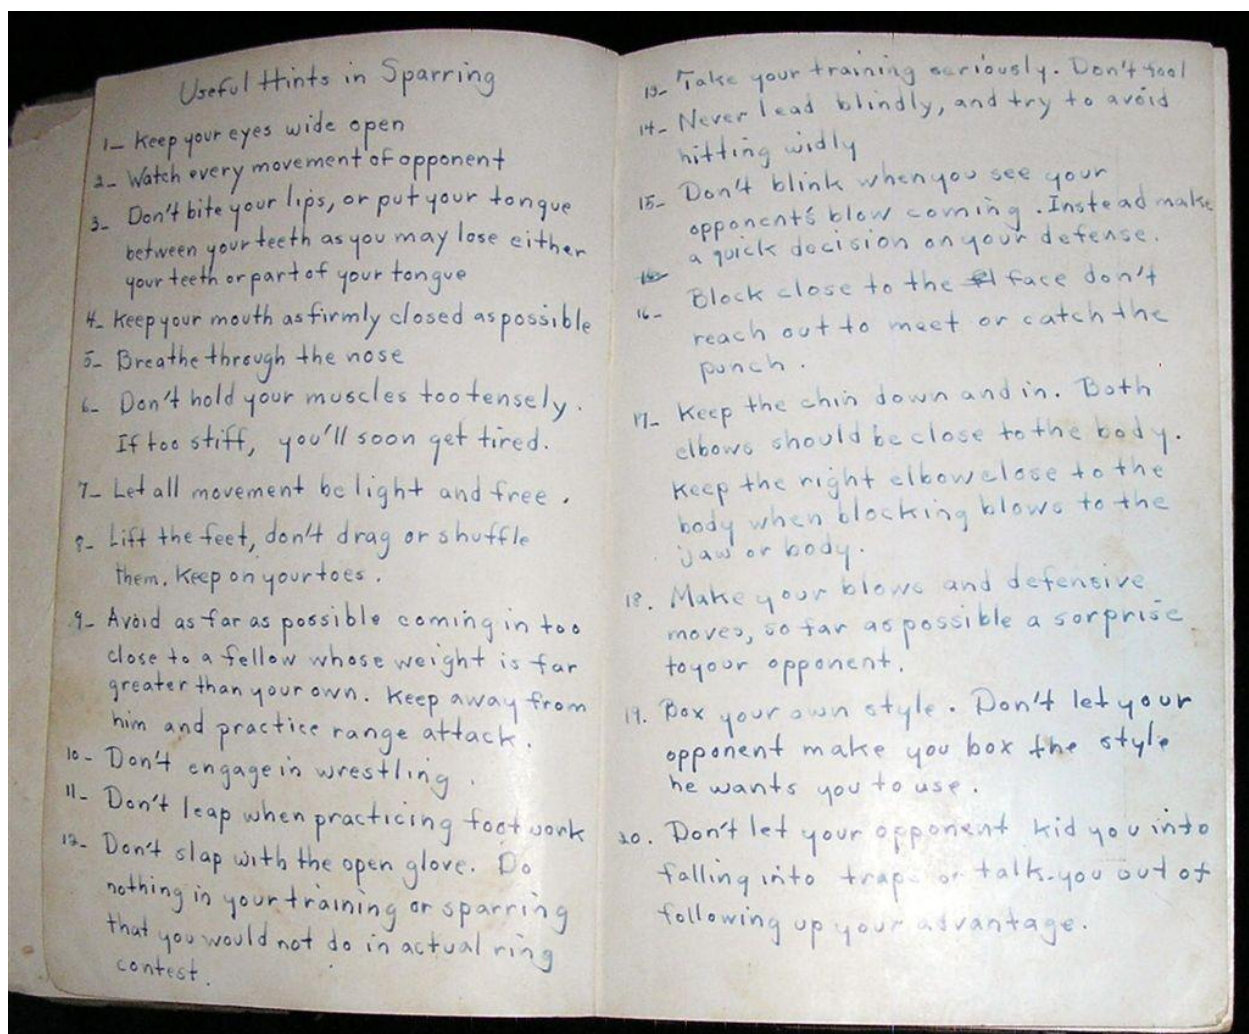 Useful Hints in Sparring
1- Keep your eyes wide open
2- Watch every movement of opponent
3- Don't bite your lips, or put your tongue
between your teeth as you may lose either
your teeth or part of your tongue
4- Keep your mouth as firmly closed as possible
5- Breathe through the nose
6- Don't hold your muscles too tensely.
If too stiff, you'll soon get tired.
7- Let all movement be light and free.
8- Lift the feet, don't drag or shuffle
them. Keep on your toes.
9- Avoid as far as possible coming in too
close to a fellow whose weight is far
greater than your own. Keep away from
him and practice range attack.
10- Don't engage in wrestling.
11- Don't leap when practicing foot work
12- Don't slap with the open glove. Do
nothing in your training or sparring
that you would not do in actual ring
contest.
13- Take your training seriously. Don't fool
14- Never lead blindly, and try to avoid
hitting widly
15- Don't blink when you see your
opponent's blow coming. Instead make
a quick decision on your defense.
16- Block close to the face don't
reach out to meet or catch the
punch.
17- Keep the chin down and in. Both
elbows should be close to the body.
Keep the right elbow close to the
body when blocking blows to the
jaw or body.
18. Make your blows and defensive
moves, so far as possible a sorprise
to your opponent.
19. Box your own style. Don't let your
opponent make you box the style
he wants you to use.
20. Don't let your opponent kid you into
falling into traps or talk you out of
following up your advantage.